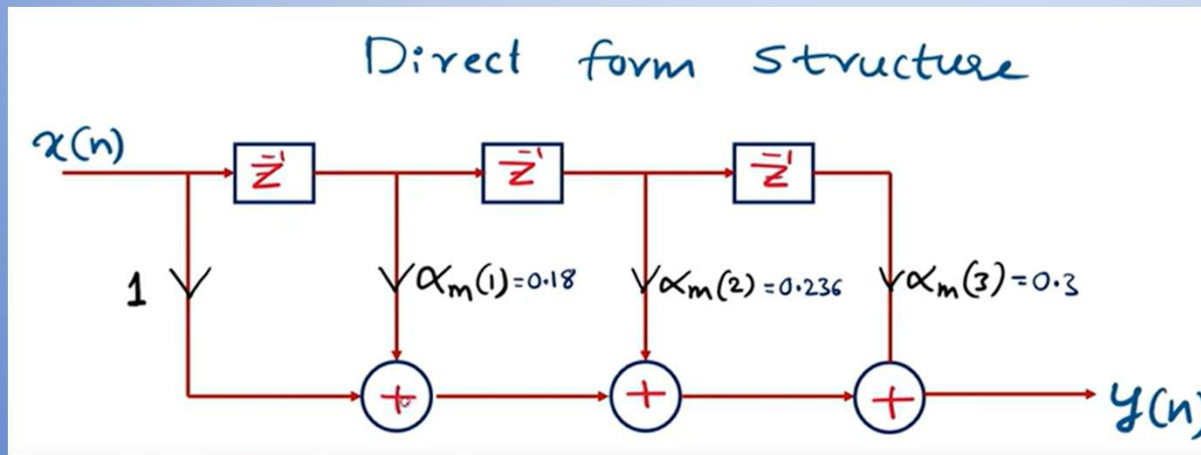 Direct form structure
x(n)
z⁻¹ z⁻¹ z⁻¹
1 αm(1)=0.18 αm(2)=0.236 αm(3)=0.3
+ + +
y(n)